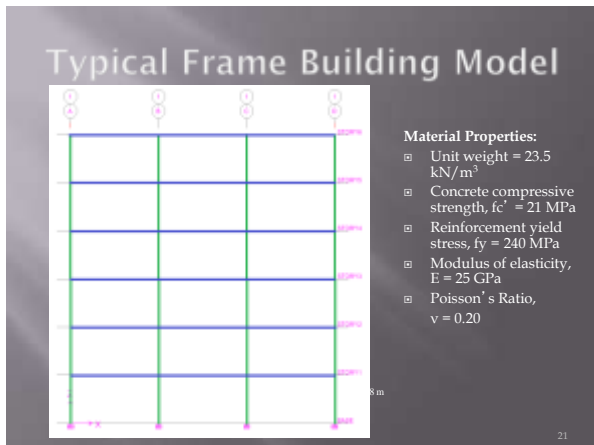 Typical Frame Building Model
A
B
C
D
Material Properties:
Unit weight = 23.5
kN/m³
Concrete compressive
strength, fc’ = 21 MPa
Reinforcement yield
stress, fy = 240 MPa
Modulus of elasticity,
E = 25 GPa
Poisson’s Ratio,
ν = 0.20
8 m
X
BASE
21